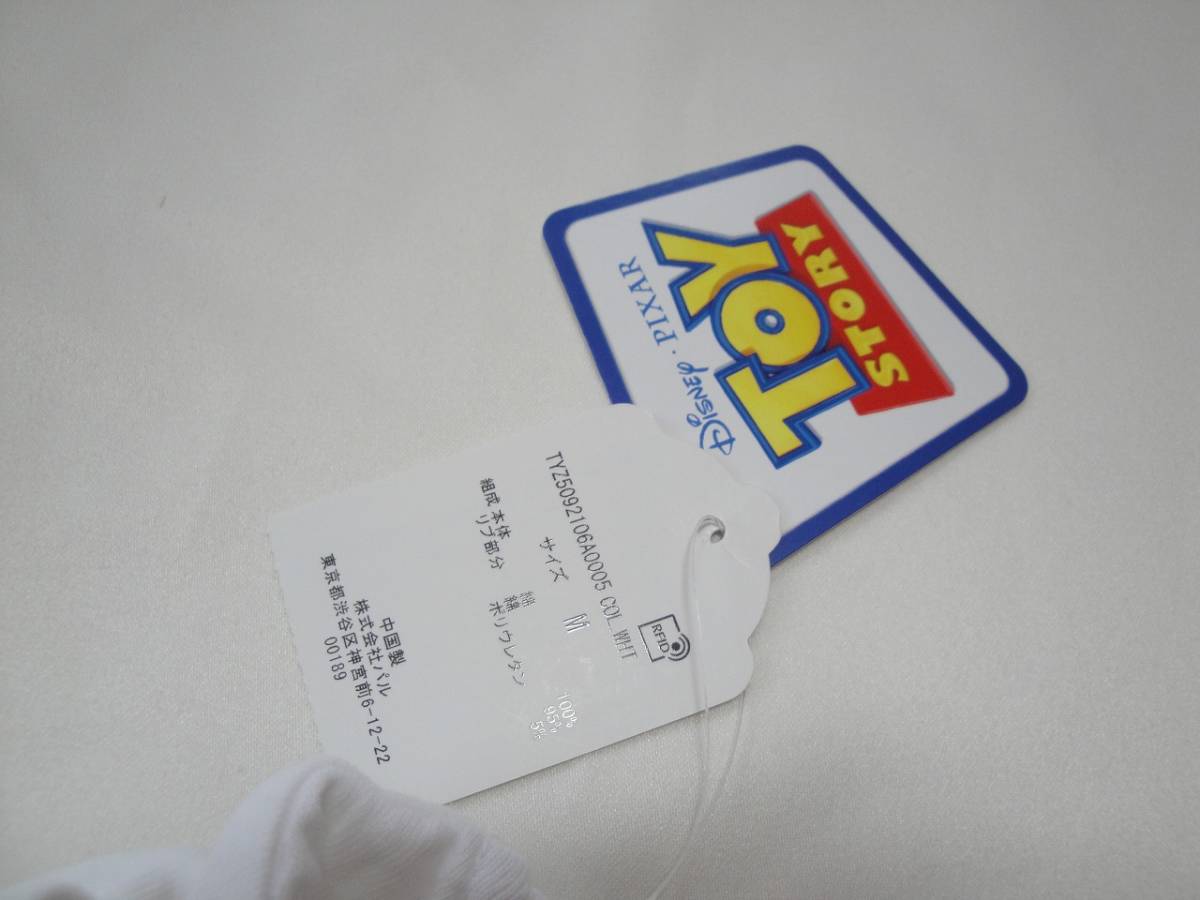 DISNEY・PIXAR
TOY
STORY
RFID
TYZ5092106A0005 COL WHT
サイズ M
組成 本体 綿 100%
リブ部分 綿 95%
ポリウレタン 5%
中国製
株式会社パル
東京都渋谷区神宮前6-12-22
00189